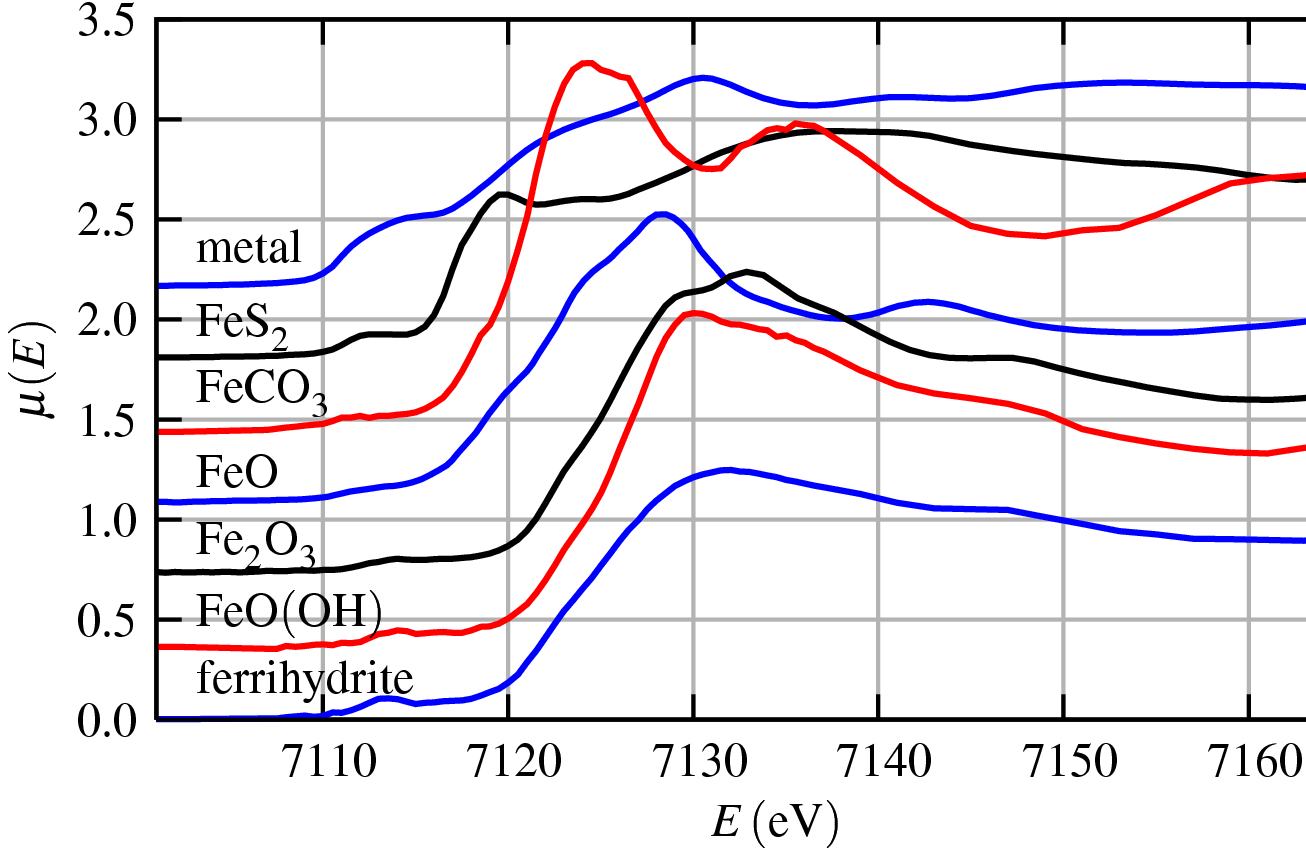 3.5
3.0
2.5
2.0
1.5
1.0
0.5
0.0
μ(E)
metal
FeS₂
FeCO₃
FeO
Fe₂O₃
FeO(OH)
ferrihydrite
7110 7120 7130 7140 7150 7160
E (eV)